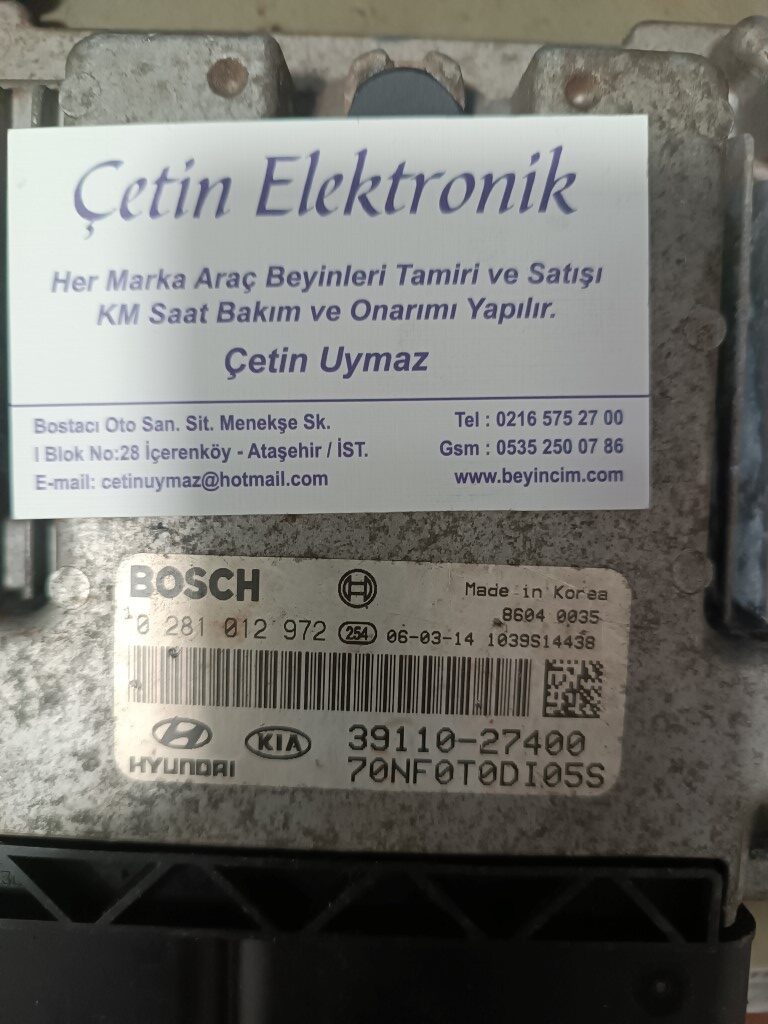 Çetin Elektronik
Her Marka Araç Beyinleri Tamiri ve Satışı
KM Saat Bakım ve Onarımı Yapılır.
Çetin Uymaz
Bostacı Oto San. Sit. Menekşe Sk.
I Blok No:28 İçerenköy - Ataşehir / İST.
E-mail: cetinuymaz@hotmail.com
Tel : 0216 575 27 00
Gsm : 0535 250 07 86
www.beyincim.com
BOSCH
Made in Korea
8604 0035
0 281 012 972 254 06-03-14 1039S14438
HYUNDAI
KIA
39110-27400
70NF0T0DI05S